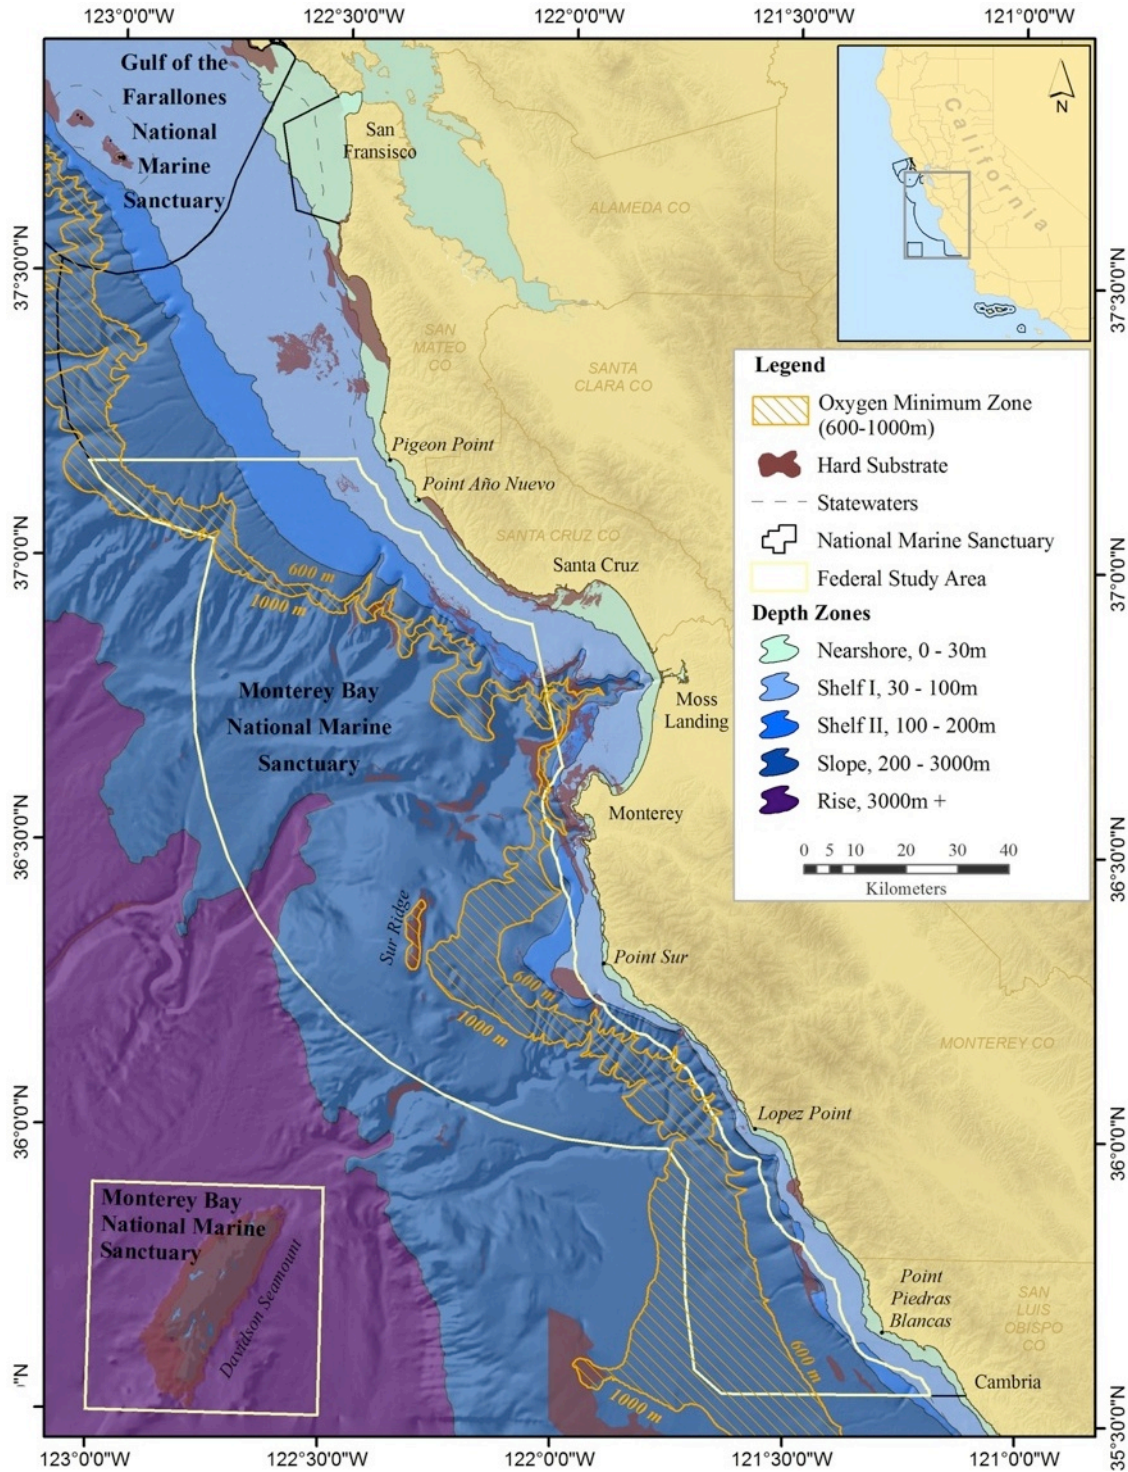 123°0'0"W
122°30'0"W
122°0'0"W
121°30'0"W
121°0'0"W
Gulf of the
Farallones
National
Marine
Sanctuary
San
Fransisco
ALAMEDA CO
California
N
37°30'0"N
37°30'0"N
SAN
MATEO
CO
SANTA
CLARA CO
Legend
Oxygen Minimum Zone
(600-1000m)
Hard Substrate
Statewaters
National Marine Sanctuary
Federal Study Area
Depth Zones
Nearshore, 0 - 30m
Shelf I, 30 - 100m
Shelf II, 100 - 200m
Slope, 200 - 3000m
Rise, 3000m +
0 5 10 20 30 40
Kilometers
Pigeon Point
Point Año Nuevo
SANTA CRUZ CO
37°0'0"N
37°0'0"N
Santa Cruz
600 m
1000 m
Monterey Bay
National Marine
Sanctuary
Moss
Landing
Monterey
36°30'0"N
36°30'0"N
Sur Ridge
Point Sur
600 m
1000 m
MONTEREY CO
36°0'0"N
36°0'0"N
Lopez Point
Monterey Bay
National Marine
Sanctuary
Davidson Seamount
Point
Piedras
Blancas
SAN
LUIS
OBISPO
CO
600 m
1000 m
Cambria
'"N
35°30'0"N
123°0'0"W
122°30'0"W
122°0'0"W
121°30'0"W
121°0'0"W